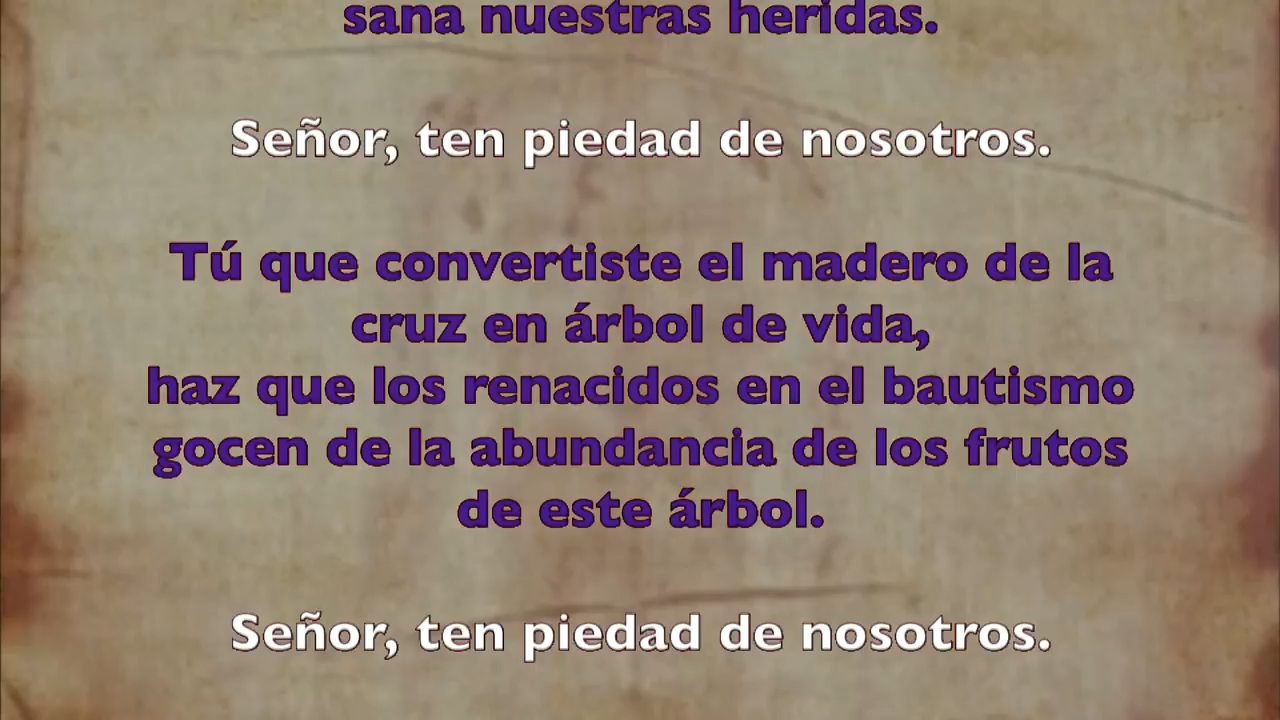 sana nuestras heridas.
Señor, ten piedad de nosotros.
Tú que convertiste el madero de la
cruz en árbol de vida,
haz que los renacidos en el bautismo
gocen de la abundancia de los frutos
de este árbol.
Señor, ten piedad de nosotros.